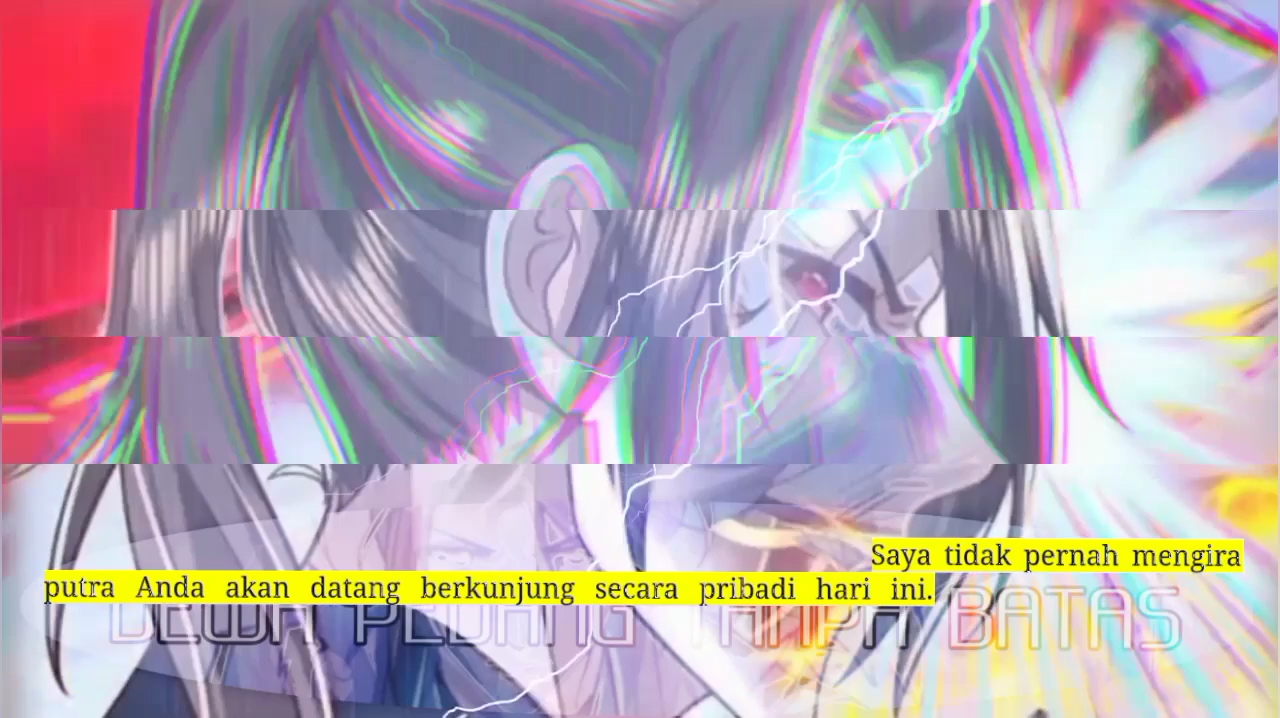 Saya tidak pernah mengira
putra Anda akan datang berkunjung secara pribadi hari ini.
DEWA PEDANG TANPA BATAS